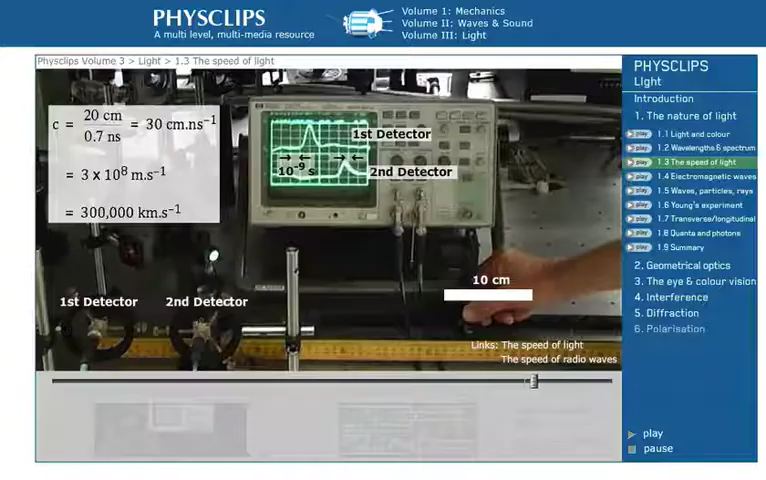 PHYSCLIPS
A multi level, multi-media resource
Volume 1: Mechanics
Volume II: Waves & Sound
Volume III: Light
Physclips Volume 3 > Light > 1.3 The speed of light
c = 20 cm / 0.7 ns = 30 cm.ns⁻¹
= 3 x 10⁸ m.s⁻¹
= 300,000 km.s⁻¹
1st Detector
10⁻⁹ s
2nd Detector
1st Detector
2nd Detector
10 cm
Links: The speed of light
The speed of radio waves
PHYSCLIPS
Light
Introduction
1. The nature of light
play 1.1 Light and colour
play 1.2 Wavelengths & spectrum
play 1.3 The speed of light
play 1.4 Electromagnetic waves
play 1.5 Waves, particles, rays
play 1.6 Young's experiment
play 1.7 Transverse/longitudinal
play 1.8 Quanta and photons
play 1.9 Summary
2. Geometrical optics
3. The eye & colour vision
4. Interference
5. Diffraction
6. Polarisation
play
pause